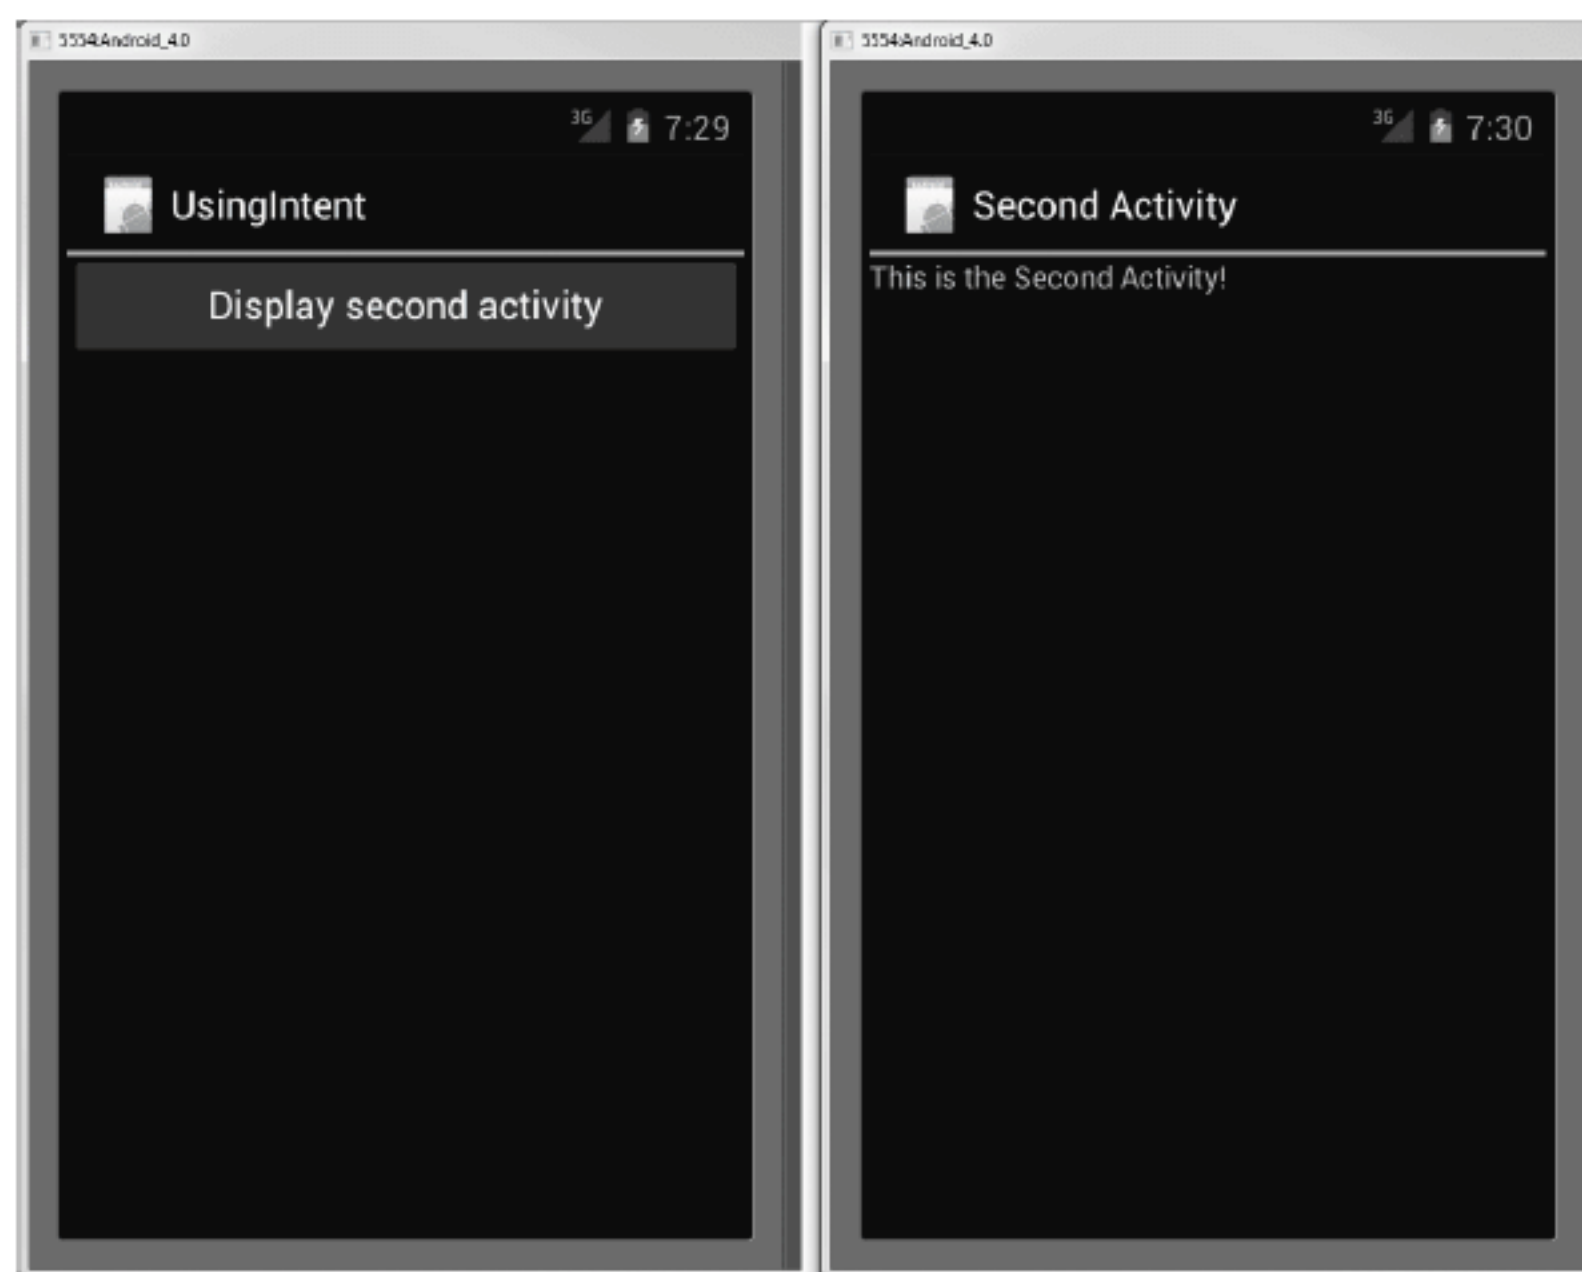 5554:Android_4.0
3G 7:29
UsingIntent
Display second activity
5554:Android_4.0
3G 7:30
Second Activity
This is the Second Activity!